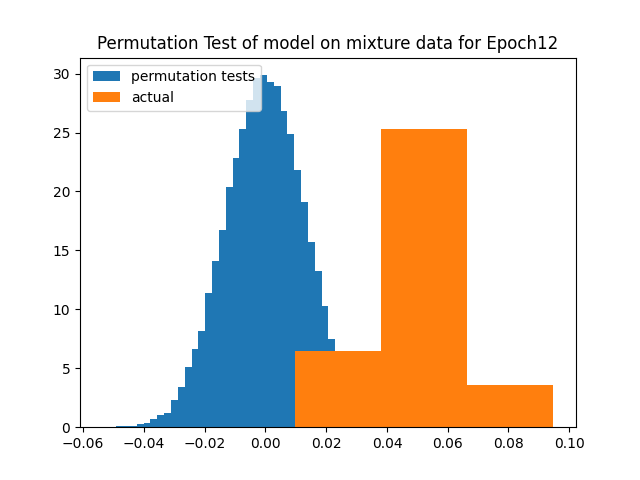 Permutation Test of model on mixture data for Epoch12
permutation tests
actual
30
25
20
15
10
5
0
−0.06 −0.04 −0.02 0.00 0.02 0.04 0.06 0.08 0.10